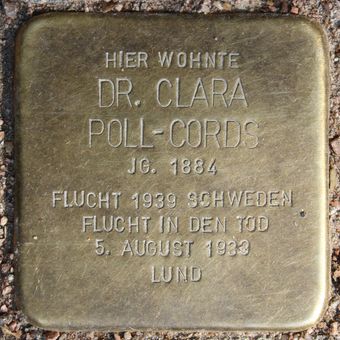 HIER WOHNTE
DR. CLARA
POLL-CORDS
JG. 1884
FLUCHT 1939 SCHWEDEN
FLUCHT IN DEN TOD
5. AUGUST 1939
LUND